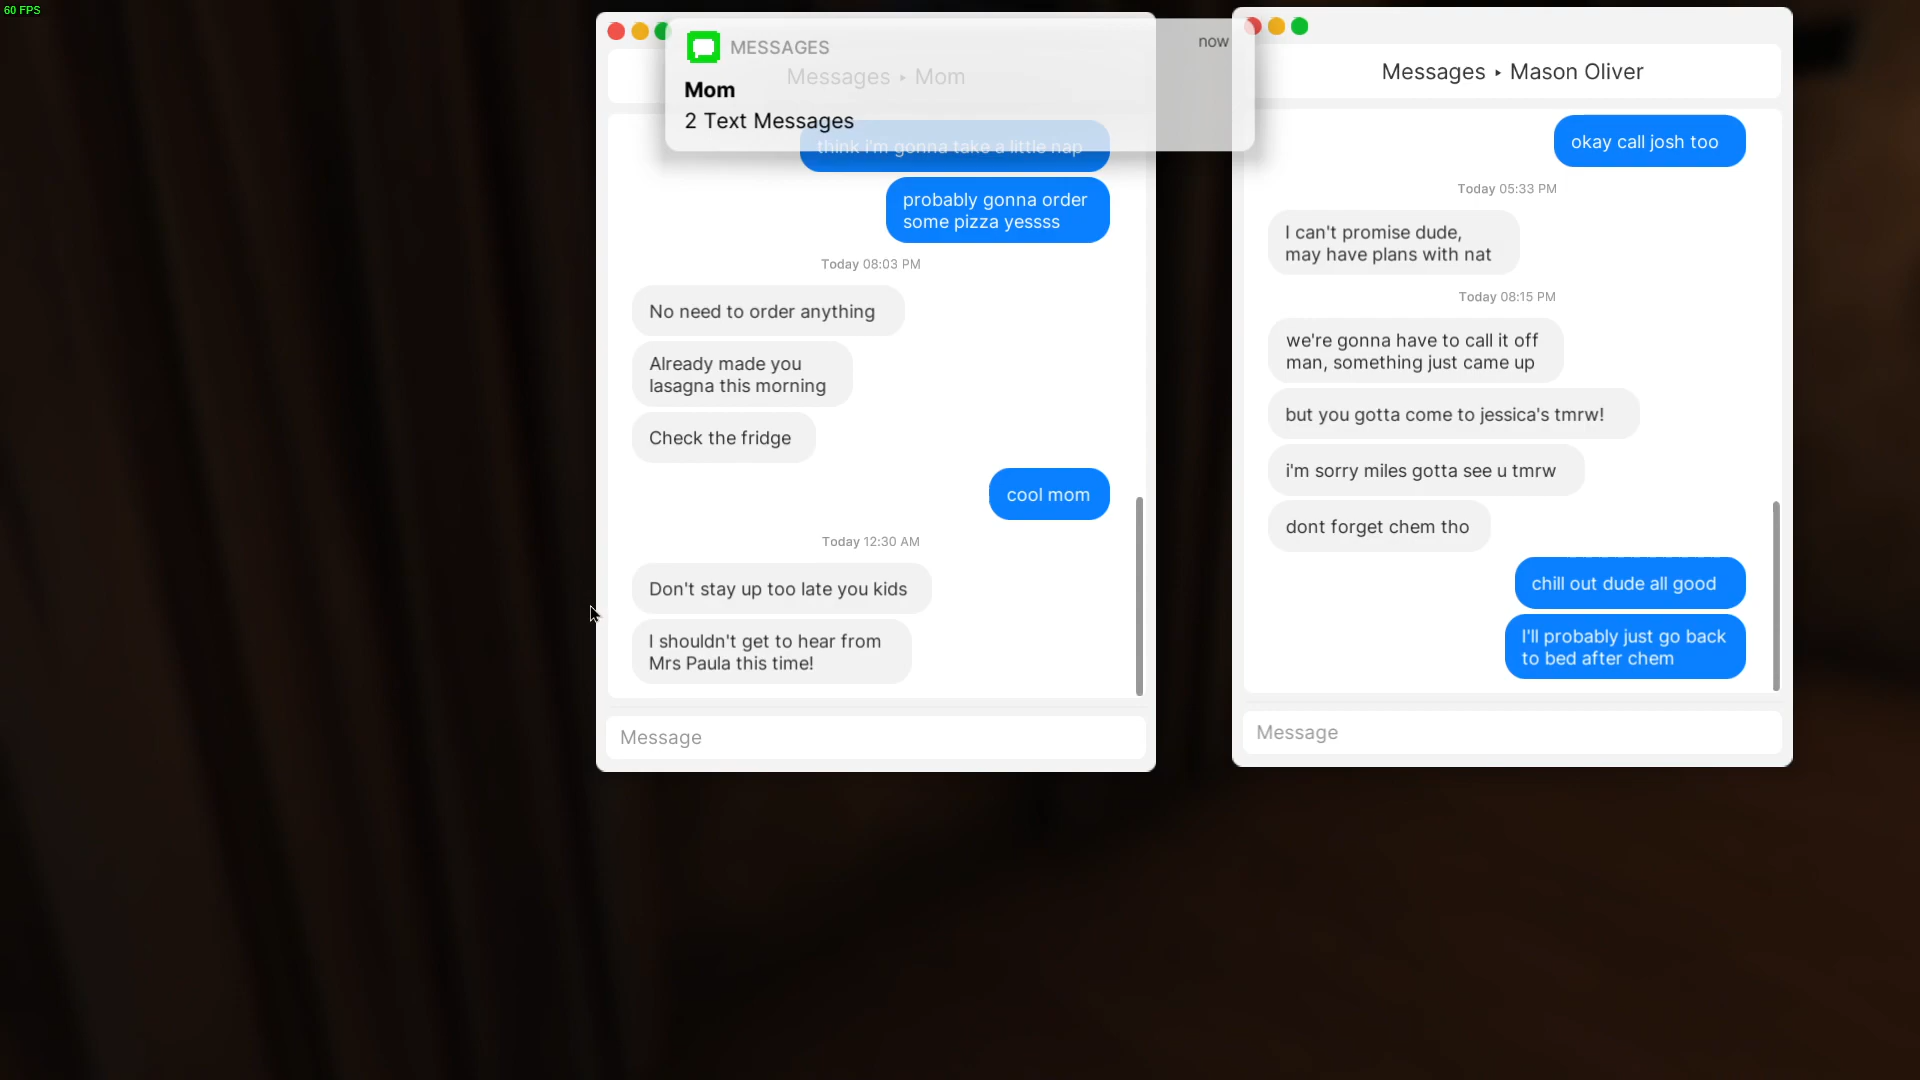 60 FPS
MESSAGES
now
Mom
2 Text Messages
Messages ▸ Mom
think i'm gonna take a little nap
probably gonna order
some pizza yessss
Today 08:03 PM
No need to order anything
Already made you
lasagna this morning
Check the fridge
cool mom
Today 12:30 AM
Don't stay up too late you kids
I shouldn't get to hear from
Mrs Paula this time!
Message
Messages ▸ Mason Oliver
okay call josh too
Today 05:33 PM
I can't promise dude,
may have plans with nat
Today 08:15 PM
we're gonna have to call it off
man, something just came up
but you gotta come to jessica's tmrw!
i'm sorry miles gotta see u tmrw
dont forget chem tho
chill out dude all good
I'll probably just go back
to bed after chem
Message